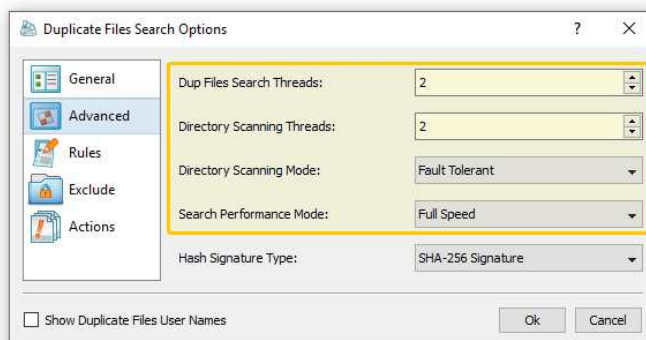 Duplicate Files Search Options
General
Advanced
Rules
Exclude
Actions
Dup Files Search Threads: 2
Directory Scanning Threads: 2
Directory Scanning Mode: Fault Tolerant
Search Performance Mode: Full Speed
Hash Signature Type: SHA-256 Signature
Show Duplicate Files User Names
Ok
Cancel